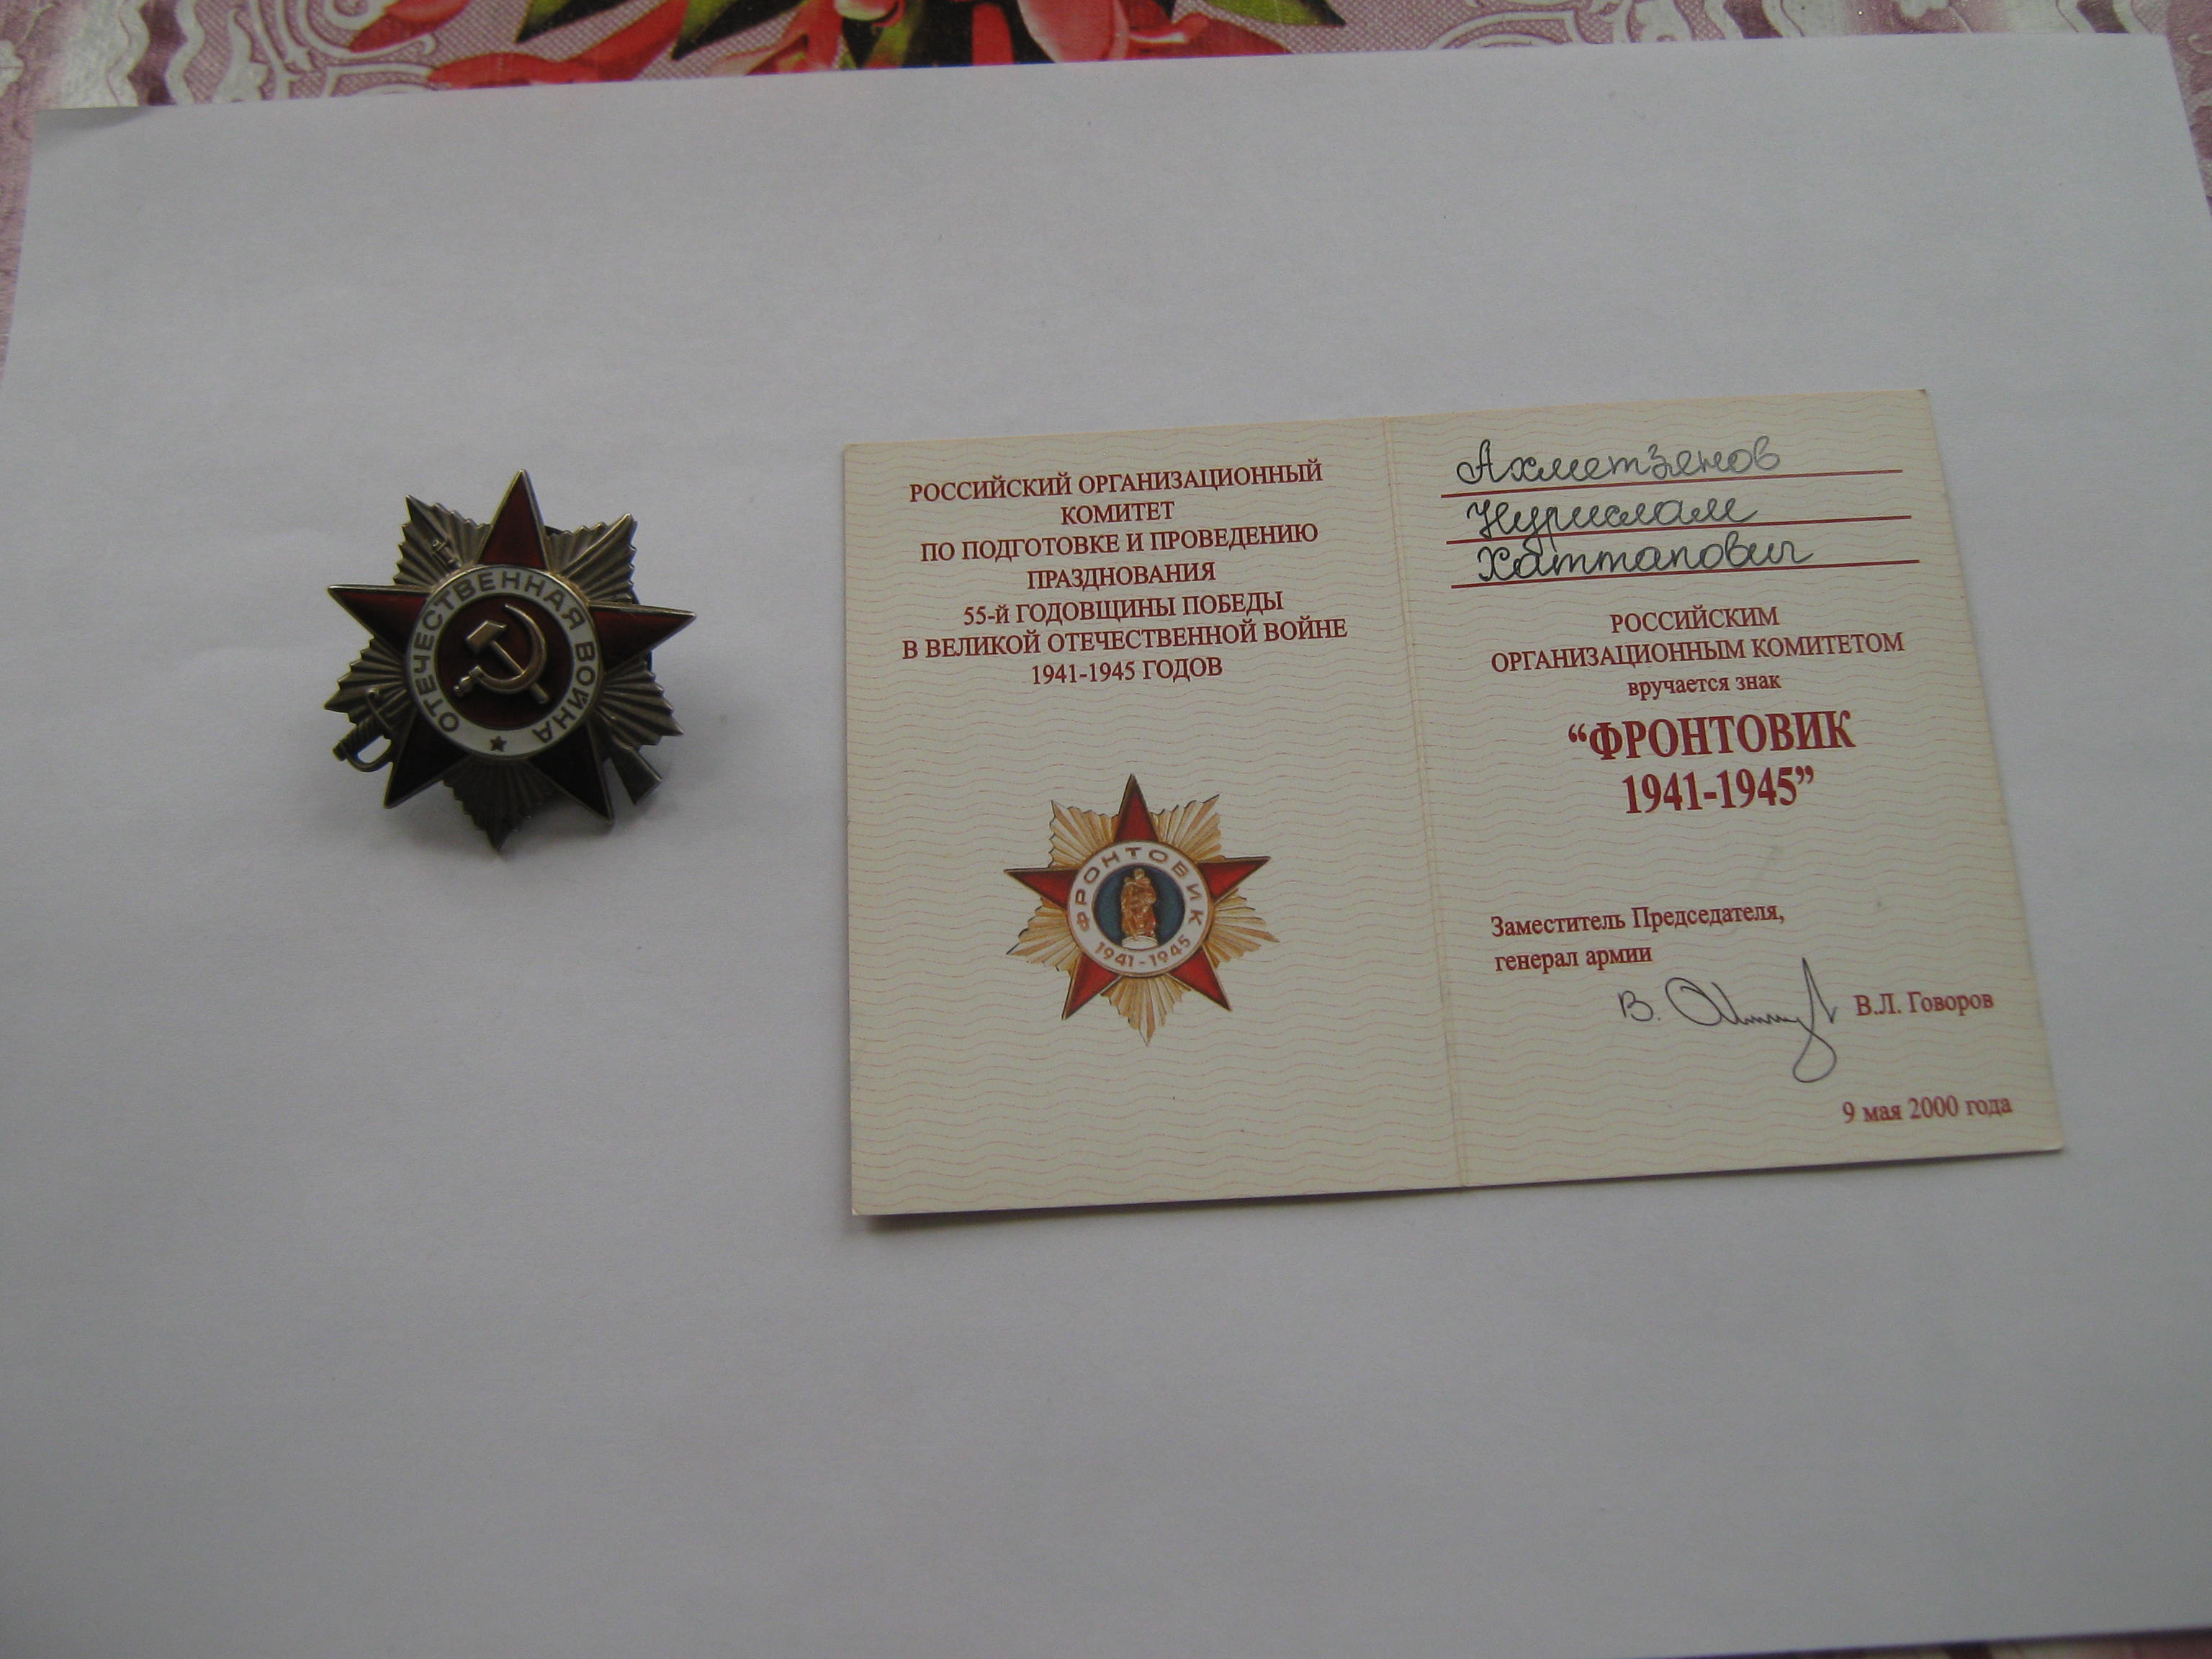 ОТЕЧЕСТВЕННАЯ ВОЙНА
РОССИЙСКИЙ ОРГАНИЗАЦИОННЫЙ
КОМИТЕТ
ПО ПОДГОТОВКЕ И ПРОВЕДЕНИЮ
ПРАЗДНОВАНИЯ
55-й ГОДОВЩИНЫ ПОБЕДЫ
В ВЕЛИКОЙ ОТЕЧЕСТВЕННОЙ ВОЙНЕ
1941-1945 ГОДОВ
ФРОНТОВИК
1941-1945
Ахметзянов
Нурислам
Хаттапович
РОССИЙСКИМ
ОРГАНИЗАЦИОННЫМ КОМИТЕТОМ
вручается знак
“ФРОНТОВИК
1941-1945”
Заместитель Председателя,
генерал армии
В.Л. Говоров
9 мая 2000 года